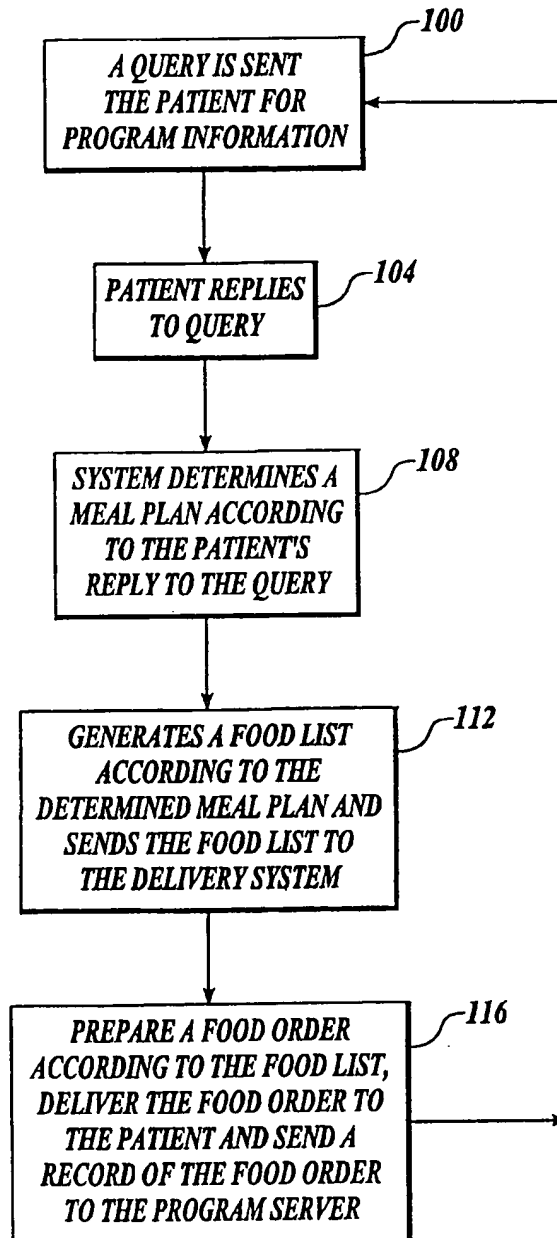 100
A QUERY IS SENT
THE PATIENT FOR
PROGRAM INFORMATION
104
PATIENT REPLIES
TO QUERY
108
SYSTEM DETERMINES A
MEAL PLAN ACCORDING
TO THE PATIENT'S
REPLY TO THE QUERY
112
GENERATES A FOOD LIST
ACCORDING TO THE
DETERMINED MEAL PLAN AND
SENDS THE FOOD LIST TO
THE DELIVERY SYSTEM
116
PREPARE A FOOD ORDER
ACCORDING TO THE FOOD LIST,
DELIVER THE FOOD ORDER TO
THE PATIENT AND SEND A
RECORD OF THE FOOD ORDER
TO THE PROGRAM SERVER